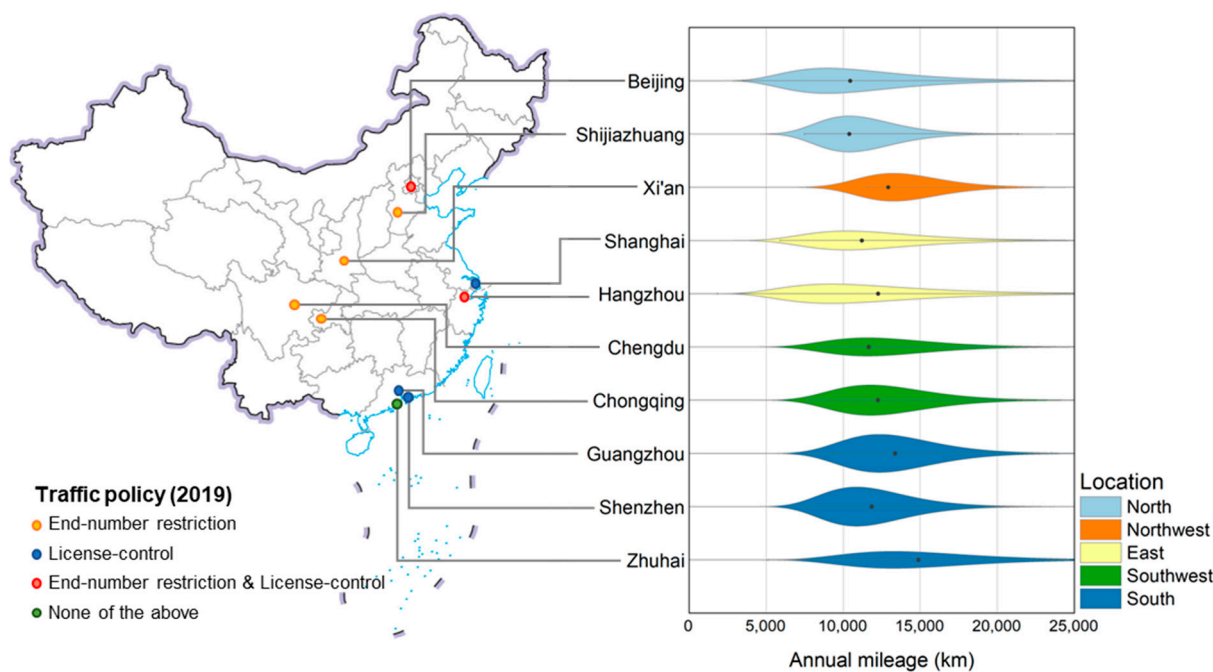 Beijing
Shijiazhuang
Xi'an
Shanghai
Hangzhou
Chengdu
Chongqing
Guangzhou
Shenzhen
Zhuhai
Traffic policy (2019)
End-number restriction
License-control
End-number restriction & License-control
None of the above
Location
North
Northwest
East
Southwest
South
0 5,000 10,000 15,000 20,000 25,000
Annual mileage (km)